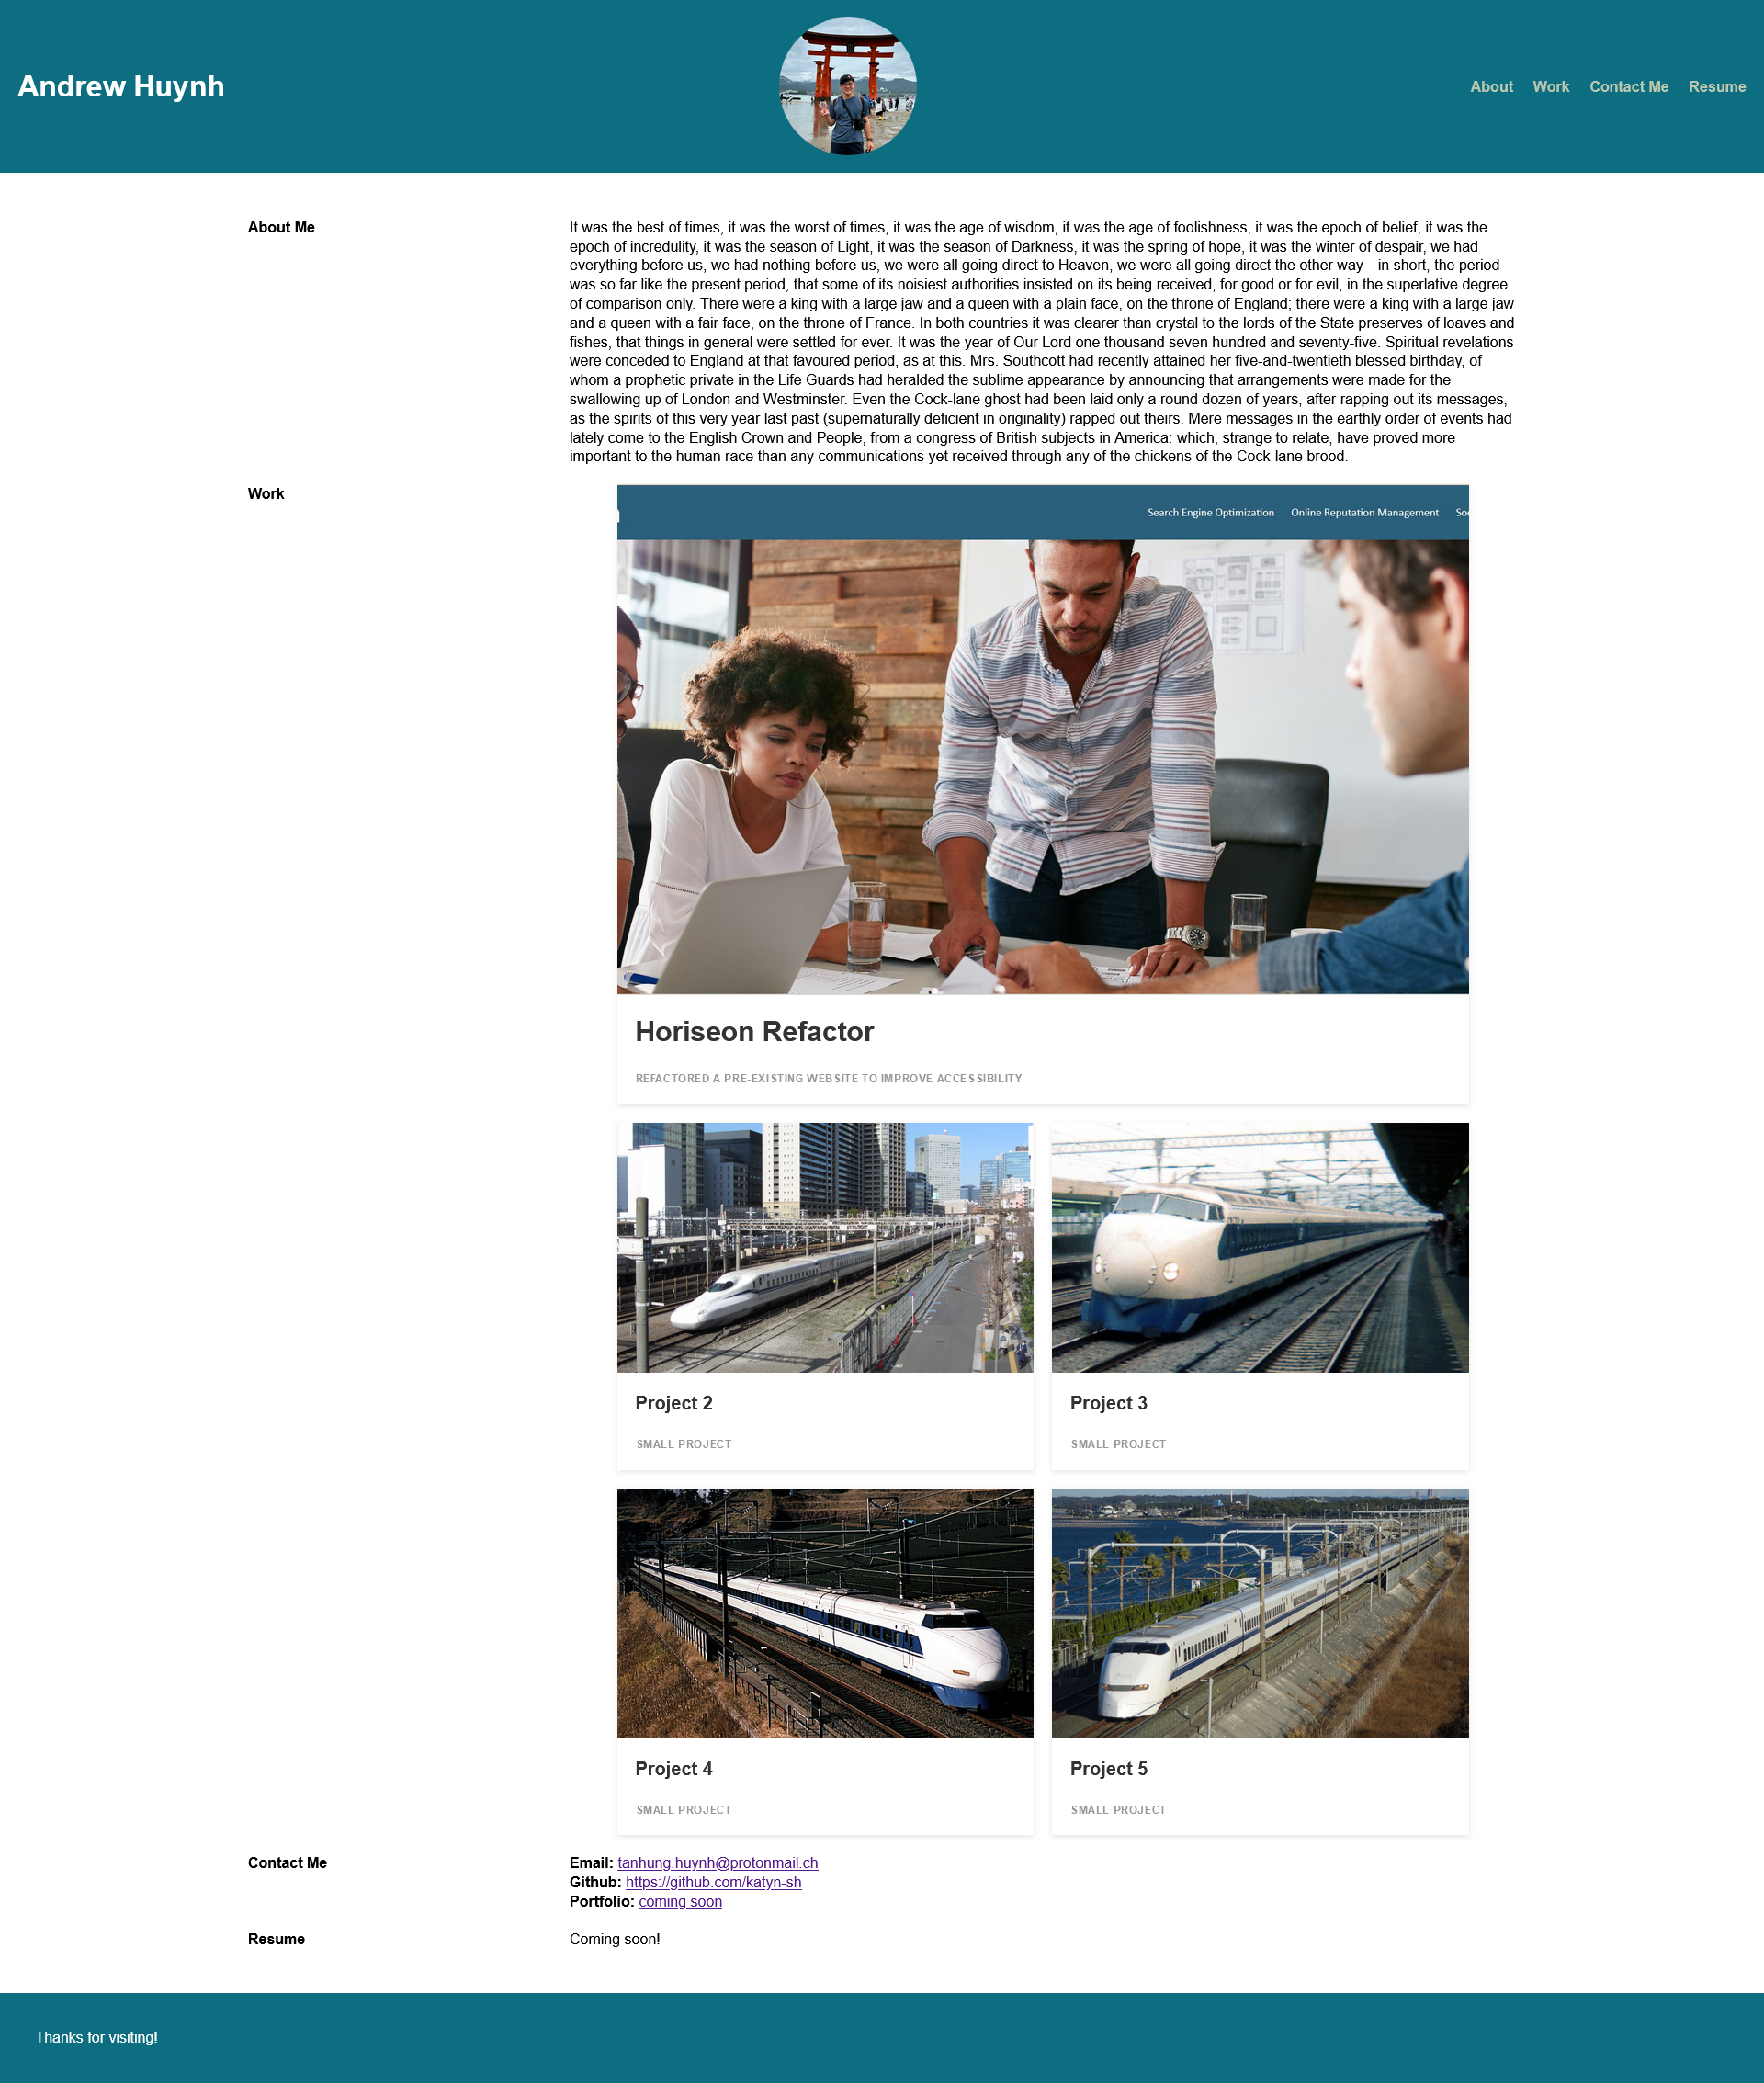 Andrew Huynh
About Work Contact Me Resume
About Me
It was the best of times, it was the worst of times, it was the age of wisdom, it was the age of foolishness, it was the epoch of belief, it was the
epoch of incredulity, it was the season of Light, it was the season of Darkness, it was the spring of hope, it was the winter of despair, we had
everything before us, we had nothing before us, we were all going direct to Heaven, we were all going direct the other way—in short, the period
was so far like the present period, that some of its noisiest authorities insisted on its being received, for good or for evil, in the superlative degree
of comparison only. There were a king with a large jaw and a queen with a plain face, on the throne of England; there were a king with a large jaw
and a queen with a fair face, on the throne of France. In both countries it was clearer than crystal to the lords of the State preserves of loaves and
fishes, that things in general were settled for ever. It was the year of Our Lord one thousand seven hundred and seventy-five. Spiritual revelations
were conceded to England at that favoured period, as at this. Mrs. Southcott had recently attained her five-and-twentieth blessed birthday, of
whom a prophetic private in the Life Guards had heralded the sublime appearance by announcing that arrangements were made for the
swallowing up of London and Westminster. Even the Cock-lane ghost had been laid only a round dozen of years, after rapping out its messages,
as the spirits of this very year last past (supernaturally deficient in originality) rapped out theirs. Mere messages in the earthly order of events had
lately come to the English Crown and People, from a congress of British subjects in America: which, strange to relate, have proved more
important to the human race than any communications yet received through any of the chickens of the Cock-lane brood.
Work
Search Engine Optimization Online Reputation Management
Horiseon Refactor
REFACTORED A PRE-EXISTING WEBSITE TO IMPROVE ACCESSIBILITY
Project 2
SMALL PROJECT
Project 3
SMALL PROJECT
Project 4
SMALL PROJECT
Project 5
SMALL PROJECT
Contact Me
Email: tanhung.huynh@protonmail.ch
Github: https://github.com/katyn-sh
Portfolio: coming soon
Resume
Coming soon!
Thanks for visiting!